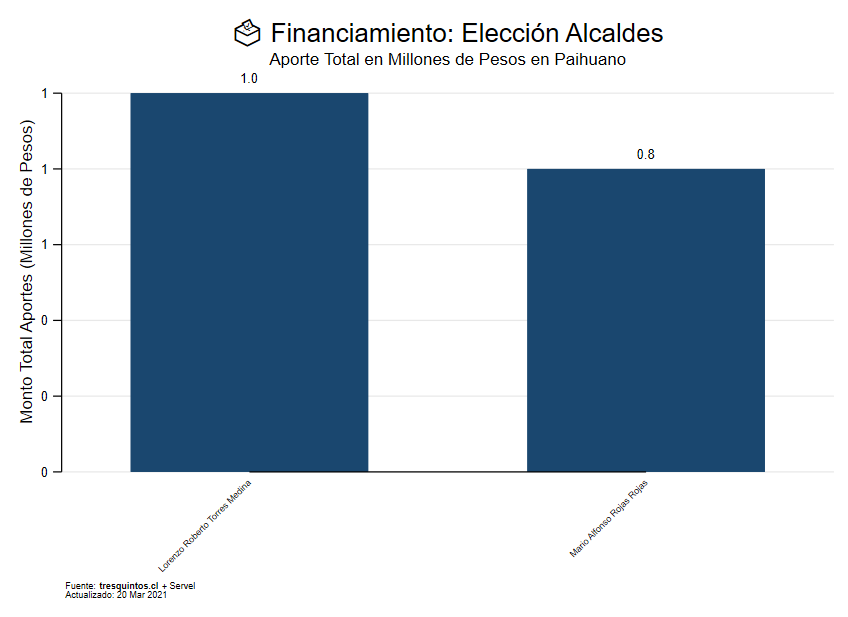 🗳 Financiamiento: Elección Alcaldes
Aporte Total en Millones de Pesos en Paihuano
Monto Total Aportes (Millones de Pesos)
1
1
1
0
0
0
1.0
0.8
Lorenzo Roberto Torres Medina
Mario Alfonso Rojas Rojas
Fuente: tresquintos.cl + Servel
Actualizado: 20 Mar 2021